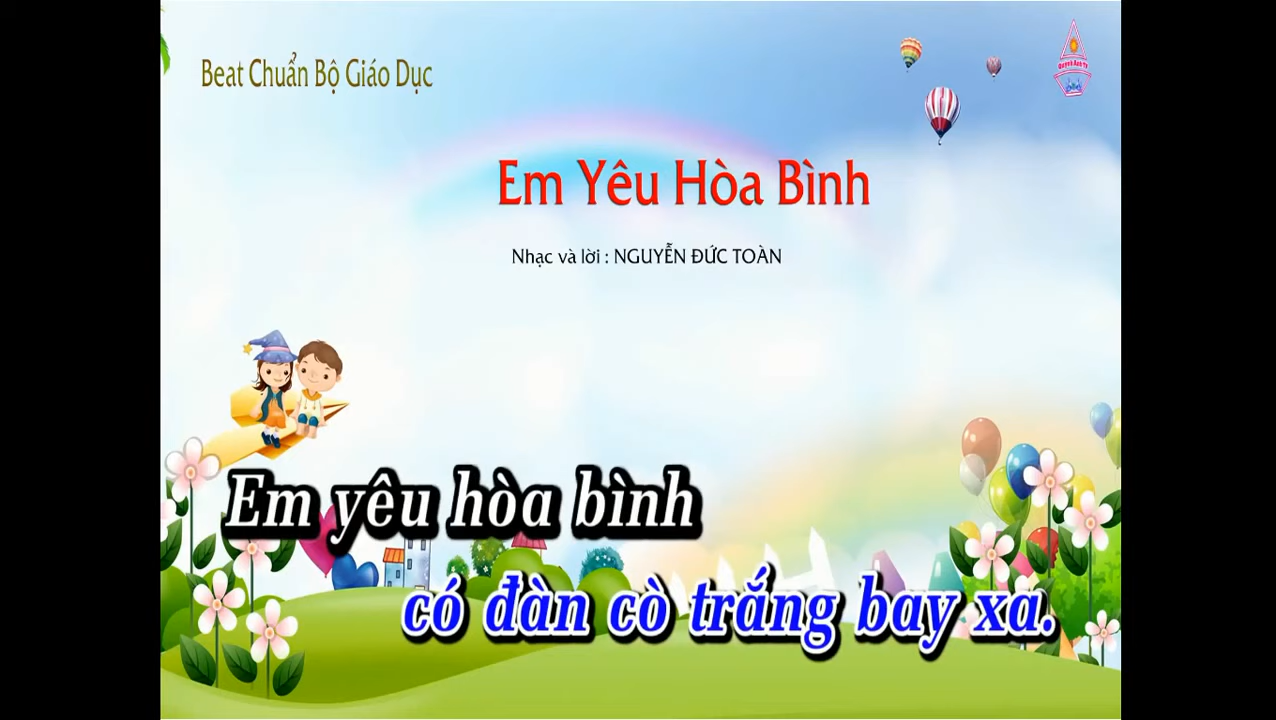 Beat Chuẩn Bộ Giáo Dục
Em Yêu Hòa Bình
Nhạc và lời : NGUYỄN ĐỨC TOÀN
Em yêu hòa bình
có đàn cò trắng bay xa.